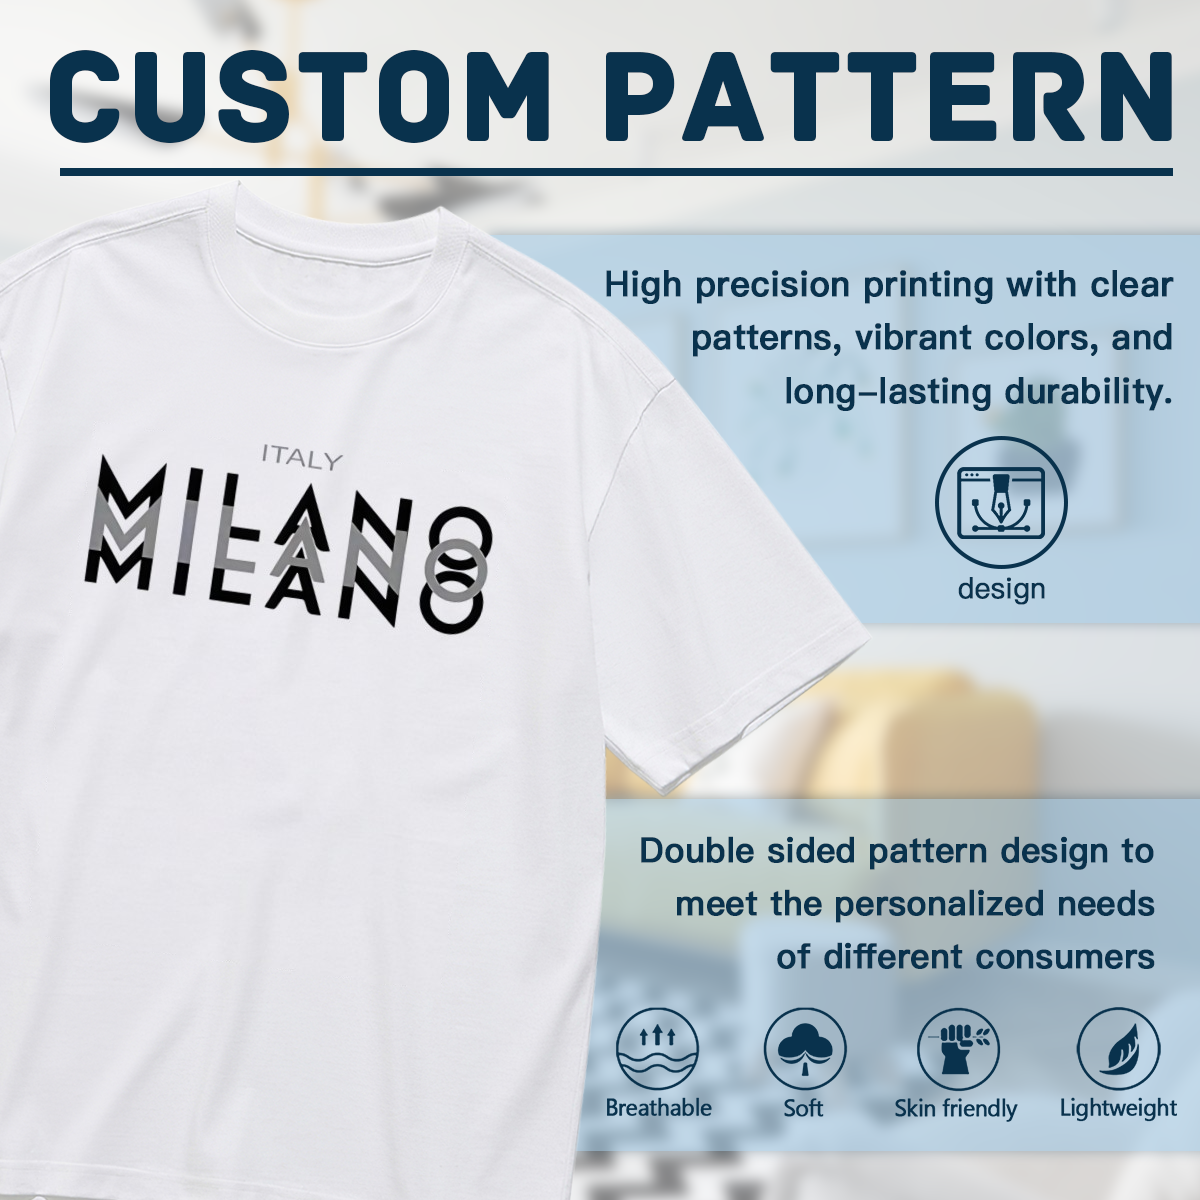 CUSTOM PATTERN
High precision printing with clear
patterns, vibrant colors, and
long-lasting durability.
design
ITALY
MILANO
MILANO
MILANO
Double sided pattern design to
meet the personalized needs
of different consumers
Breathable
Soft
Skin friendly
Lightweight